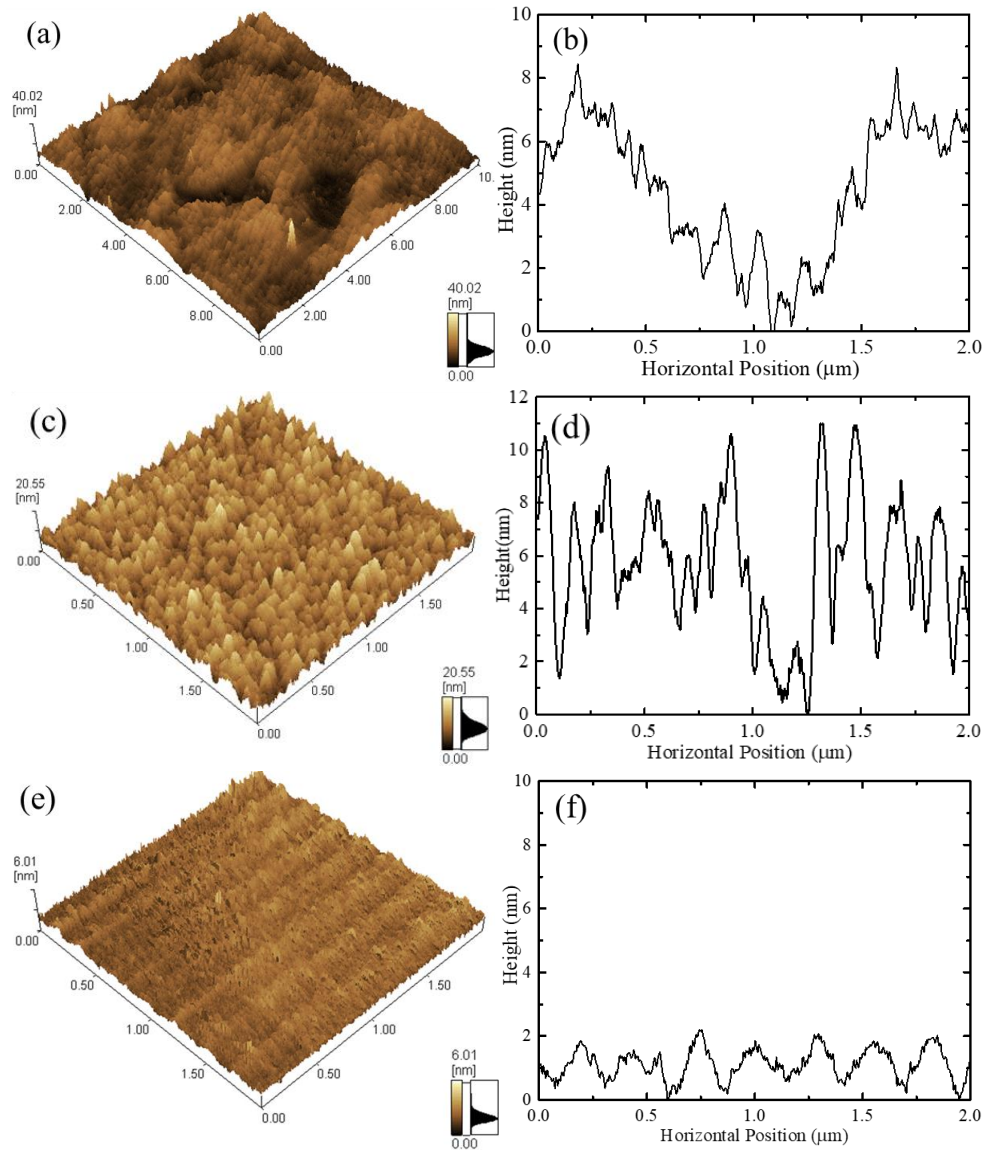 (a)
40.02
[nm]
0.00
2.00
4.00
6.00
8.00
0.00
2.00
4.00
6.00
8.00
10.
40.02
[nm]
0.00
(b)
Height (nm)
10
8
6
4
2
0
0.0 0.5 1.0 1.5 2.0
Horizontal Position (μm)
(c)
20.55
[nm]
0.00
0.50
1.00
1.50
0.00
0.50
1.00
1.50
20.55
[nm]
0.00
(d)
Height(nm)
12
10
8
6
4
2
0
0.0 0.5 1.0 1.5 2.0
Horizontal Position (μm)
(e)
6.01
[nm]
0.00
0.50
1.00
1.50
0.00
0.50
1.00
1.50
6.01
[nm]
0.00
(f)
Height (nm)
10
8
6
4
2
0
0.0 0.5 1.0 1.5 2.0
Horizontal Position (μm)